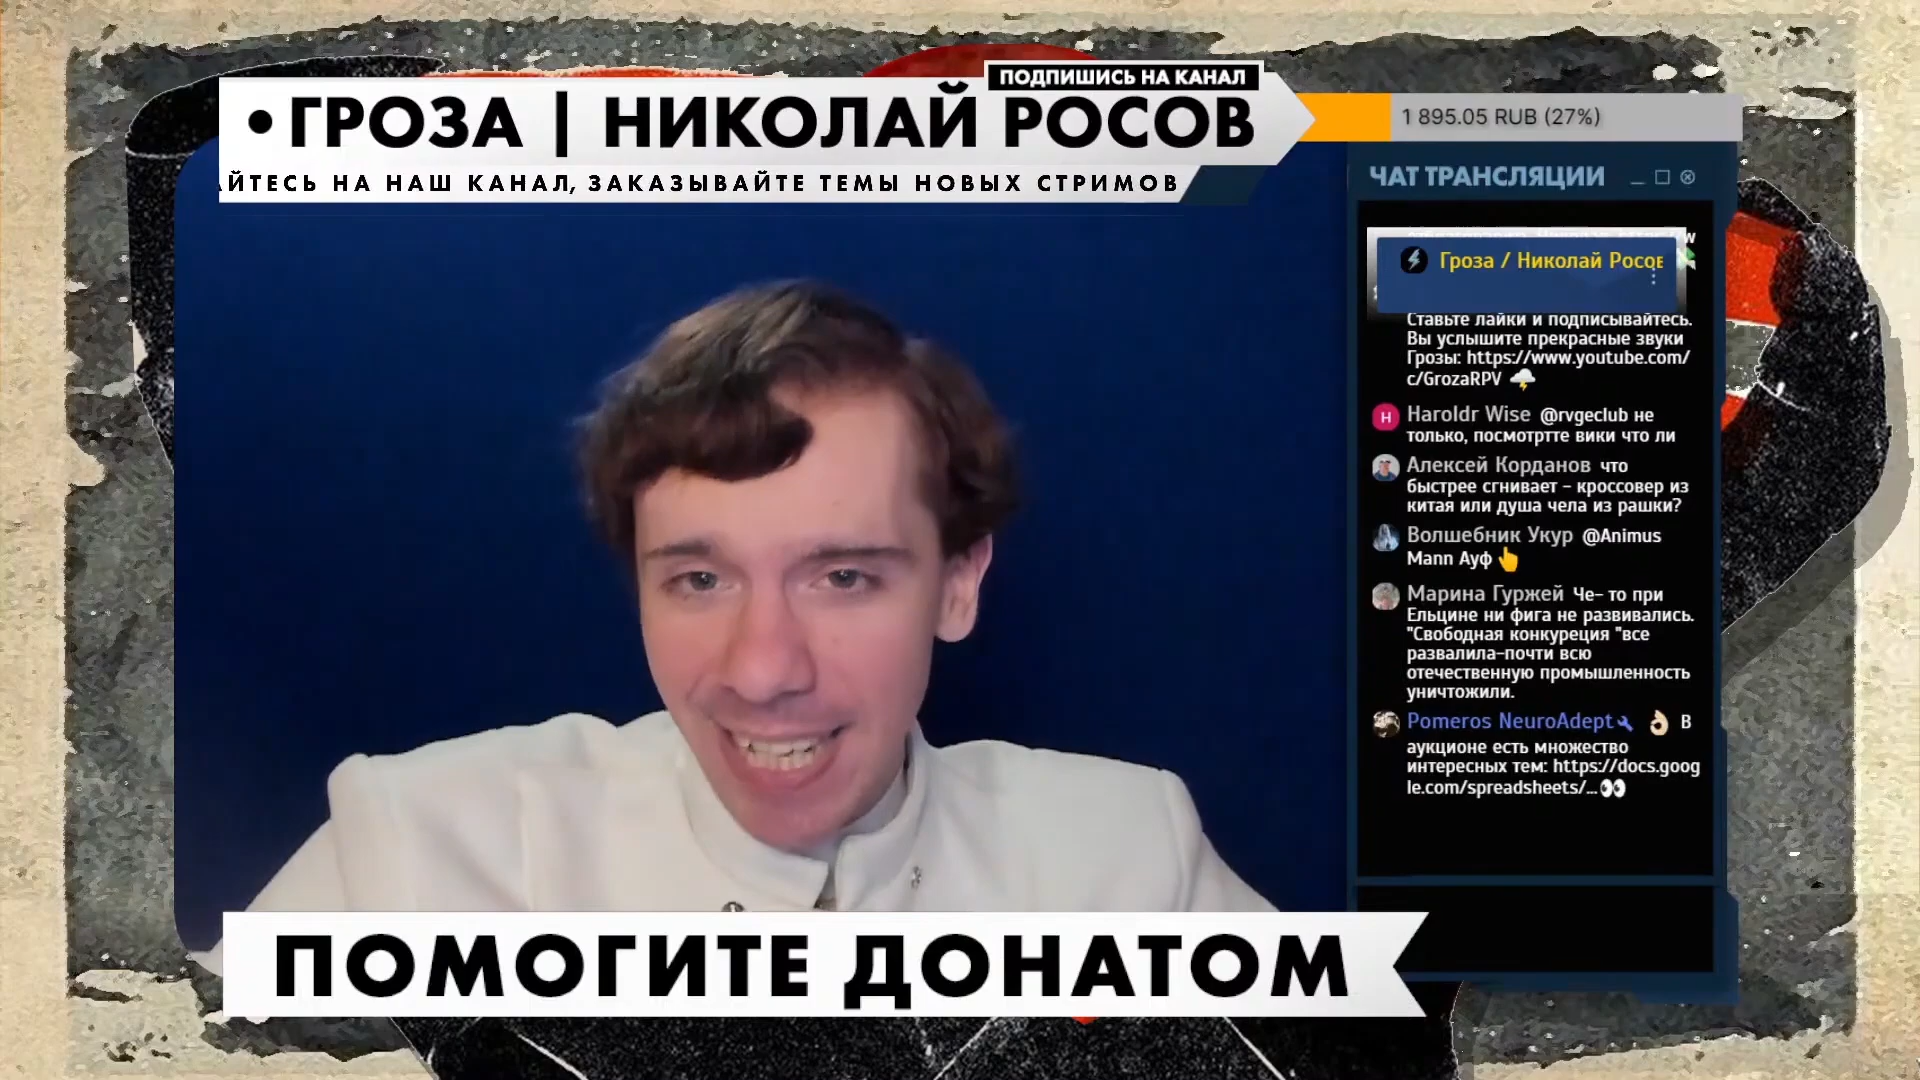 ПОДПИШИСЬ НА КАНАЛ
• ГРОЗА | НИКОЛАЙ РОСОВ
1 895.05 RUB (27%)
ЙТЕСЬ НА НАШ КАНАЛ, ЗАКАЗЫВАЙТЕ ТЕМЫ НОВЫХ СТРИМОВ
ЧАТ ТРАНСЛЯЦИИ
Гроза / Николай Росов
Ставьте лайки и подписывайтесь.
Вы услышите прекрасные звуки
Грозы: https://www.youtube.com/
c/GrozaRPV
H
Haroldr Wise @rvgeclub не
только, посмотртте вики что ли
Алексей Корданов что
быстрее сгнивает - кроссовер из
китая или душа чела из рашки?
Волшебник Укур @Animus
Mann Ауф 👆
Марина Гуржей Че- то при
Ельцине ни фига не развивались.
"Свободная конкуреция "все
развалила-почти всю
отечественную промышленность
уничтожили.
Pomeros NeuroAdept 👌 В
аукционе есть множество
интересных тем: https://docs.goog
le.com/spreadsheets/...👀
ПОМОГИТЕ ДОНАТОМ